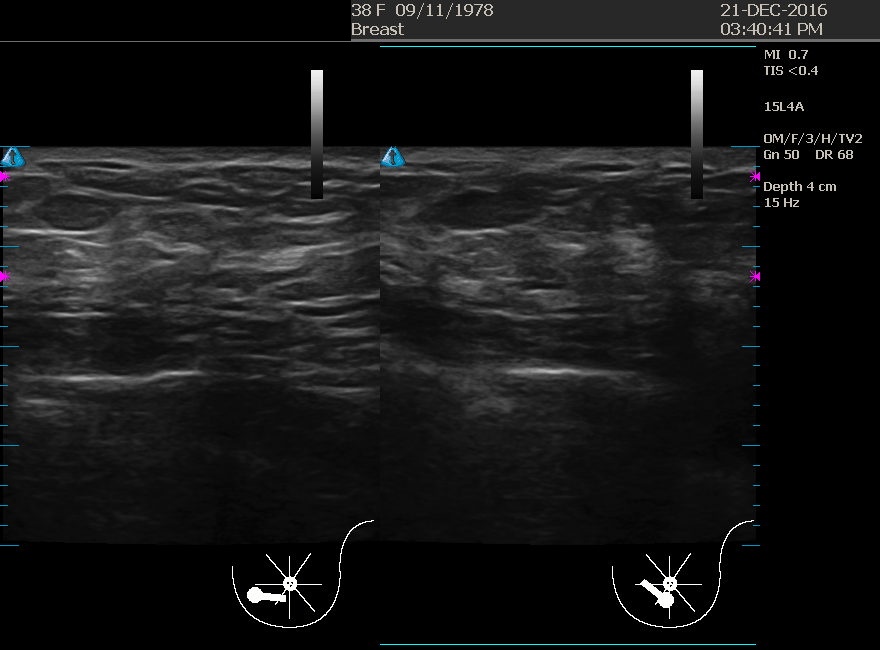 38 F 09/11/1978
Breast
21-DEC-2016
03:40:41 PM
MI 0.7
TIS <0.4
15L4A
OM/F/3/H/TV2
Gn 50 DR 68
Depth 4 cm
15 Hz